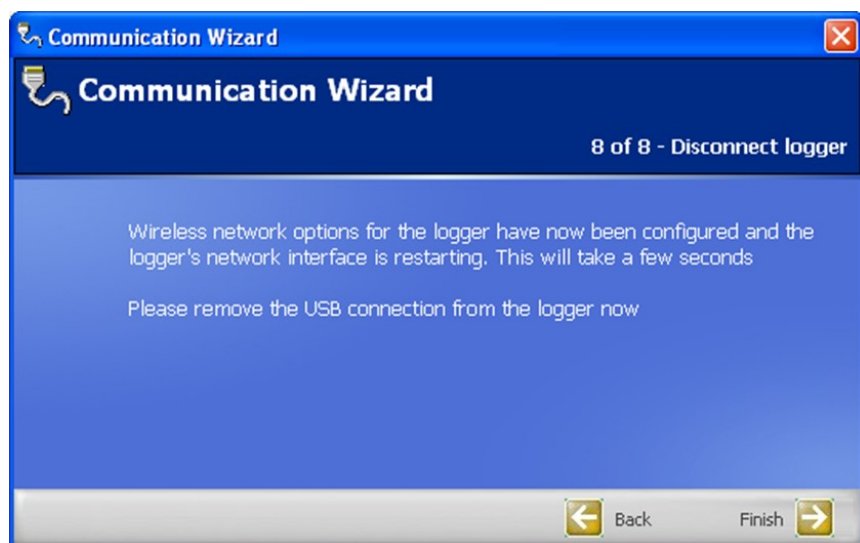 Communication Wizard
Communication Wizard
8 of 8 - Disconnect logger
Wireless network options for the logger have now been configured and the
logger's network interface is restarting. This will take a few seconds
Please remove the USB connection from the logger now
Back Finish